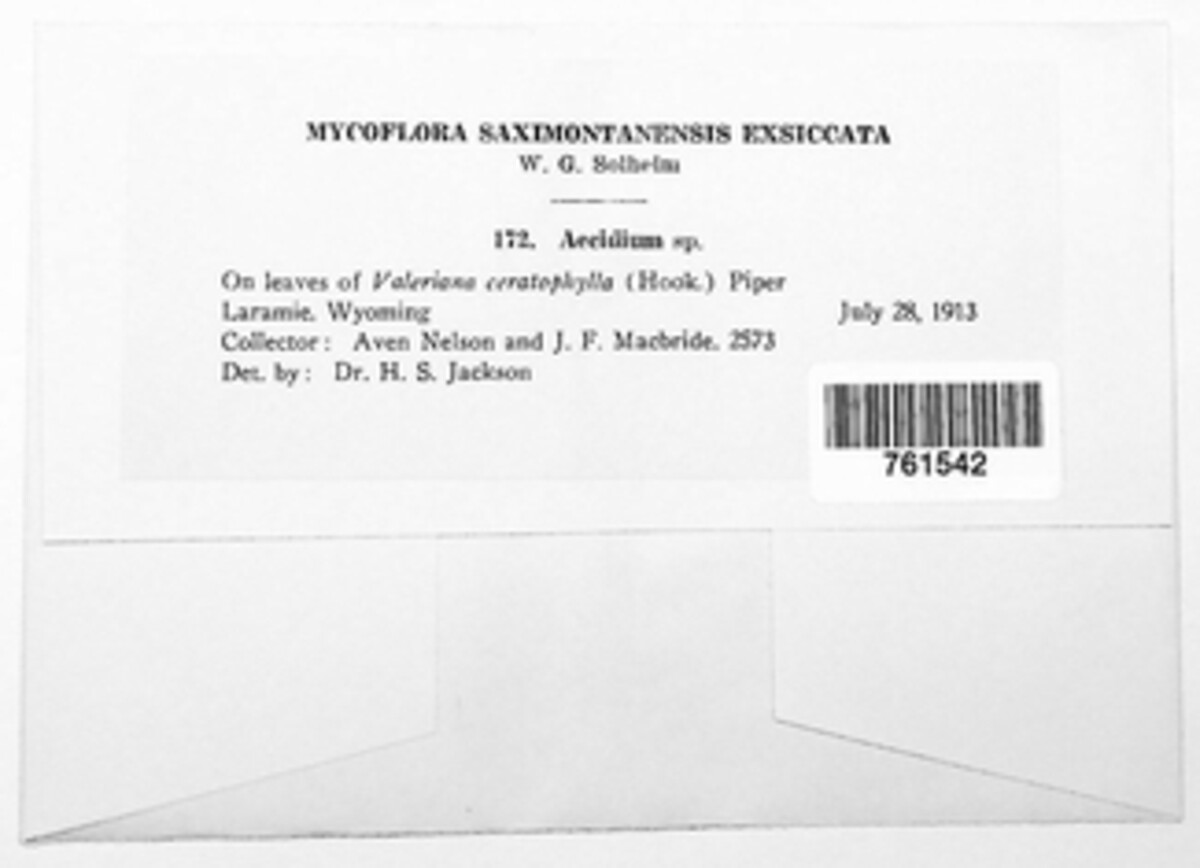 MYCOFLORA SAXIMONTANENSIS EXSICCATA
W. G. Solheim
172. Aecidium sp.
On leaves of Valeriana ceratophylla (Hook.) Piper
Laramie, Wyoming July 28, 1913
Collector: Aven Nelson and J. F. Macbride, 2573
Det. by: Dr. H. S. Jackson
761542